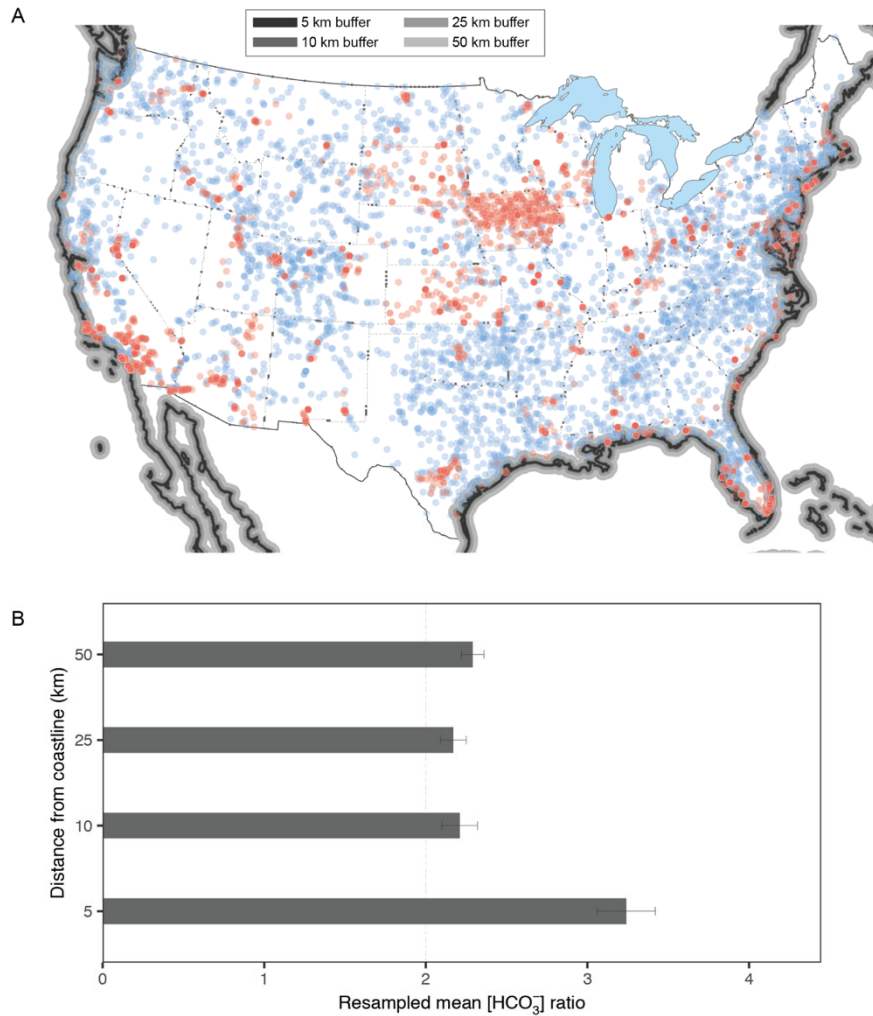 A
5 km buffer
25 km buffer
10 km buffer
50 km buffer
B
Distance from coastline (km)
50
25
10
5
0
1
2
3
4
Resampled mean [HCO₃⁻] ratio